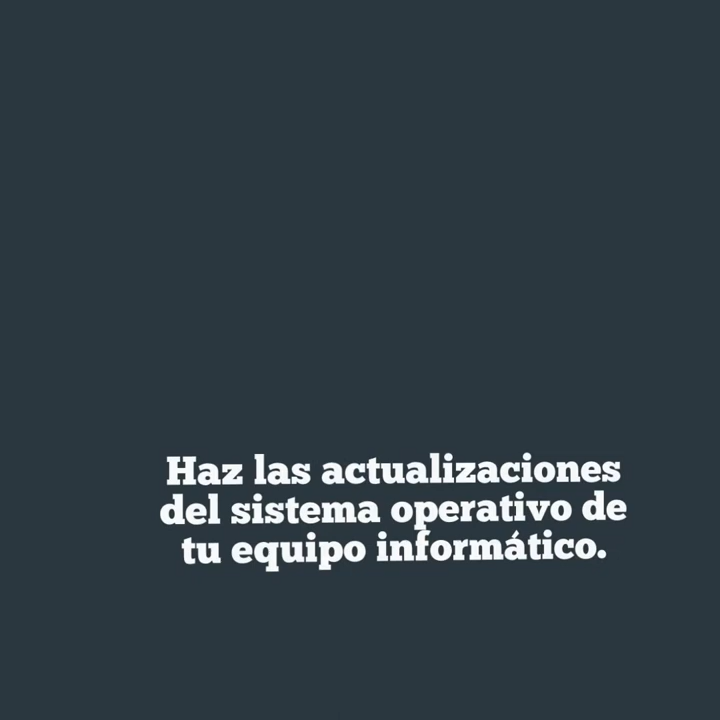 Haz las actualizaciones
del sistema operativo de
tu equipo informático.